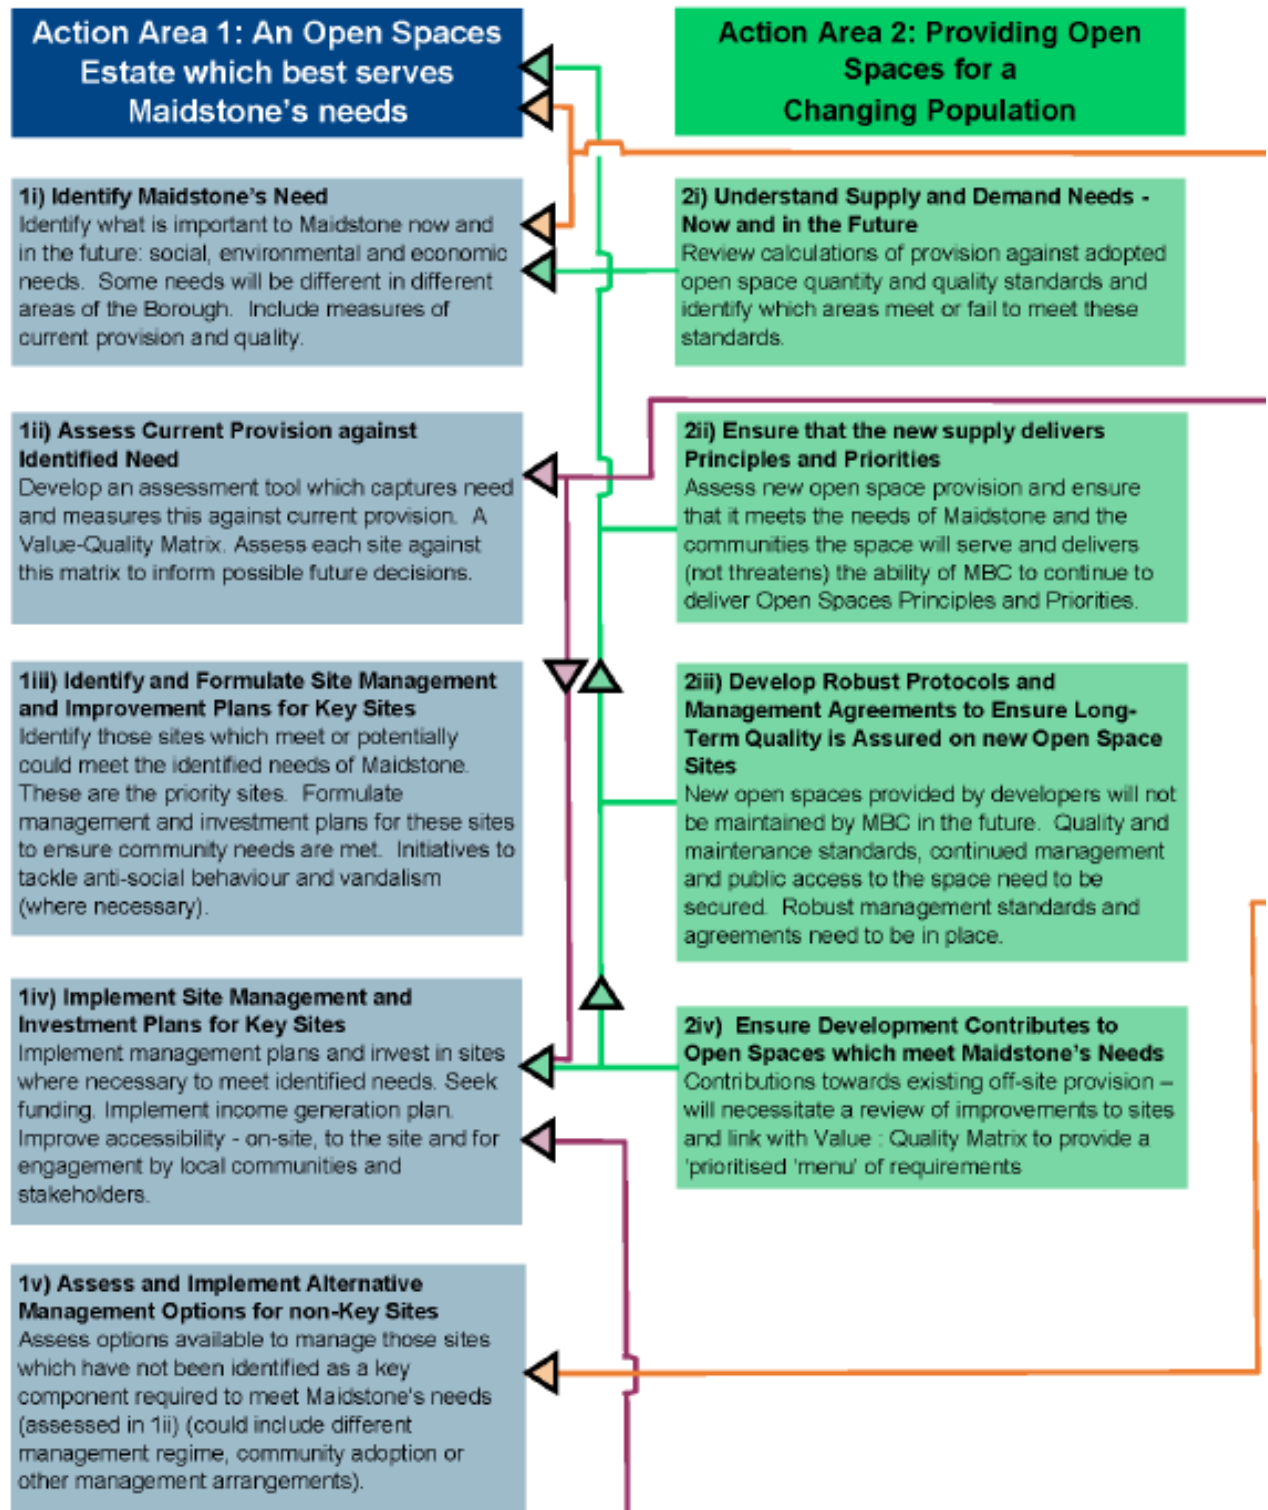 Action Area 1: An Open Spaces
Estate which best serves
Maidstone's needs
1i) Identify Maidstone's Need
Identify what is important to Maidstone now and
in the future: social, environmental and economic
needs.  Some needs will be different in different
areas of the Borough.  Include measures of
current provision and quality.
1ii) Assess Current Provision against
Identified Need
Develop an assessment tool which captures need
and measures this against current provision.  A
Value-Quality Matrix. Assess each site against
this matrix to inform possible future decisions.
1iii) Identify and Formulate Site Management
and Improvement Plans for Key Sites
Identify those sites which meet or potentially
could meet the identified needs of Maidstone.
These are the priority sites.  Formulate
management and investment plans for these sites
to ensure community needs are met.  Initiatives to
tackle anti-social behaviour and vandalism
(where necessary).
1iv) Implement Site Management and
Investment Plans for Key Sites
Implement management plans and invest in sites
where necessary to meet identified needs. Seek
funding. Implement income generation plan.
Improve accessibility - on-site, to the site and for
engagement by local communities and
stakeholders.
1v) Assess and Implement Alternative
Management Options for non-Key Sites
Assess options available to manage those sites
which have not been identified as a key
component required to meet Maidstone's needs
(assessed in 1ii) (could include different
management regime, community adoption or
other management arrangements).
Action Area 2: Providing Open
Spaces for a
Changing Population
2i) Understand Supply and Demand Needs -
Now and in the Future
Review calculations of provision against adopted
open space quantity and quality standards and
identify which areas meet or fail to meet these
standards.
2ii) Ensure that the new supply delivers
Principles and Priorities
Assess new open space provision and ensure
that it meets the needs of Maidstone and the
communities the space will serve and delivers
(not threatens) the ability of MBC to continue to
deliver Open Spaces Principles and Priorities.
2iii) Develop Robust Protocols and
Management Agreements to Ensure Long-
Term Quality is Assured on new Open Space
Sites
New open spaces provided by developers will not
be maintained by MBC in the future.  Quality and
maintenance standards, continued management
and public access to the space need to be
secured.  Robust management standards and
agreements need to be in place.
2iv)  Ensure Development Contributes to
Open Spaces which meet Maidstone's Needs
Contributions towards existing off-site provision –
will necessitate a review of improvements to sites
and link with Value : Quality Matrix to provide a
'prioritised 'menu' of requirements